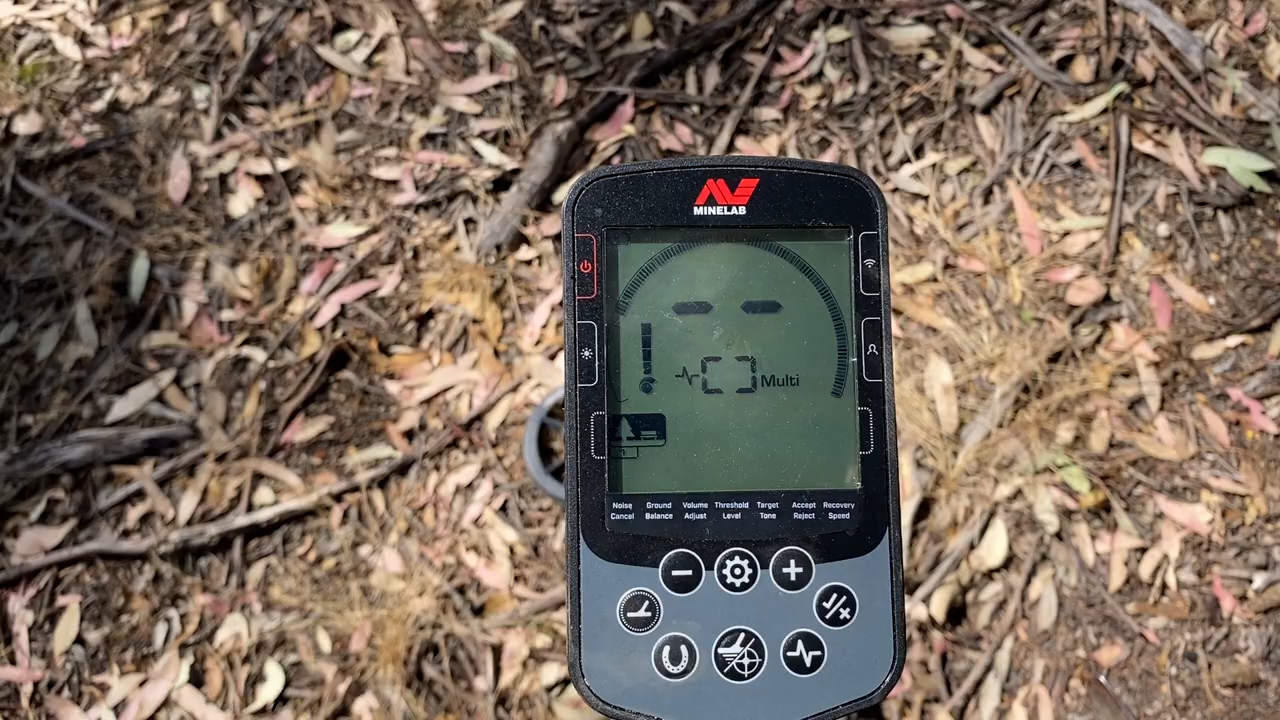 MINELAB
Multi
Noise Cancel
Ground Balance
Volume Adjust
Threshold Level
Target Tone
Accept Reject
Recovery Speed